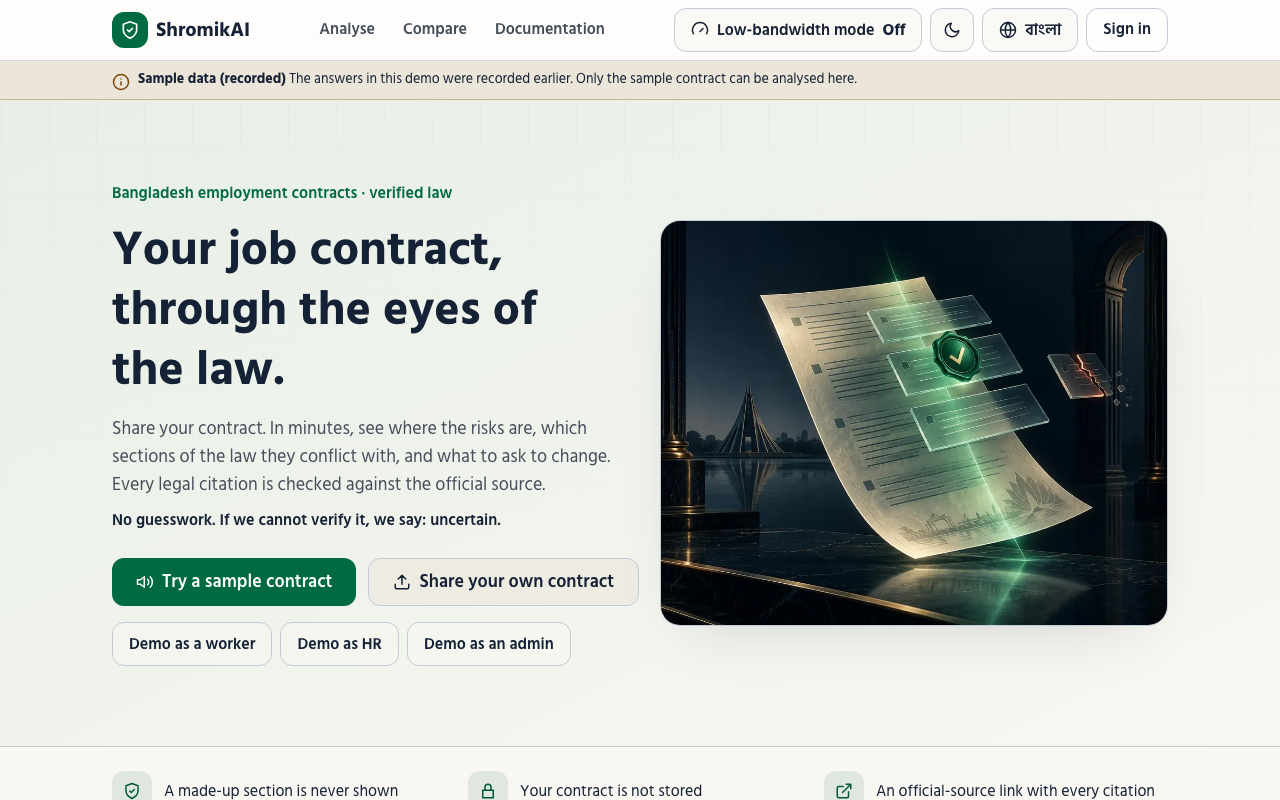 ShromikAI
Analyse
Compare
Documentation
Low-bandwidth mode Off
বাংলা
Sign in
Sample data (recorded) The answers in this demo were recorded earlier. Only the sample contract can be analysed here.
Bangladesh employment contracts · verified law
Your job contract,
through the eyes of
the law.
Share your contract. In minutes, see where the risks are, which
sections of the law they conflict with, and what to ask to change.
Every legal citation is checked against the official source.
No guesswork. If we cannot verify it, we say: uncertain.
Try a sample contract
Share your own contract
Demo as a worker
Demo as HR
Demo as an admin
A made-up section is never shown
Your contract is not stored
An official-source link with every citation